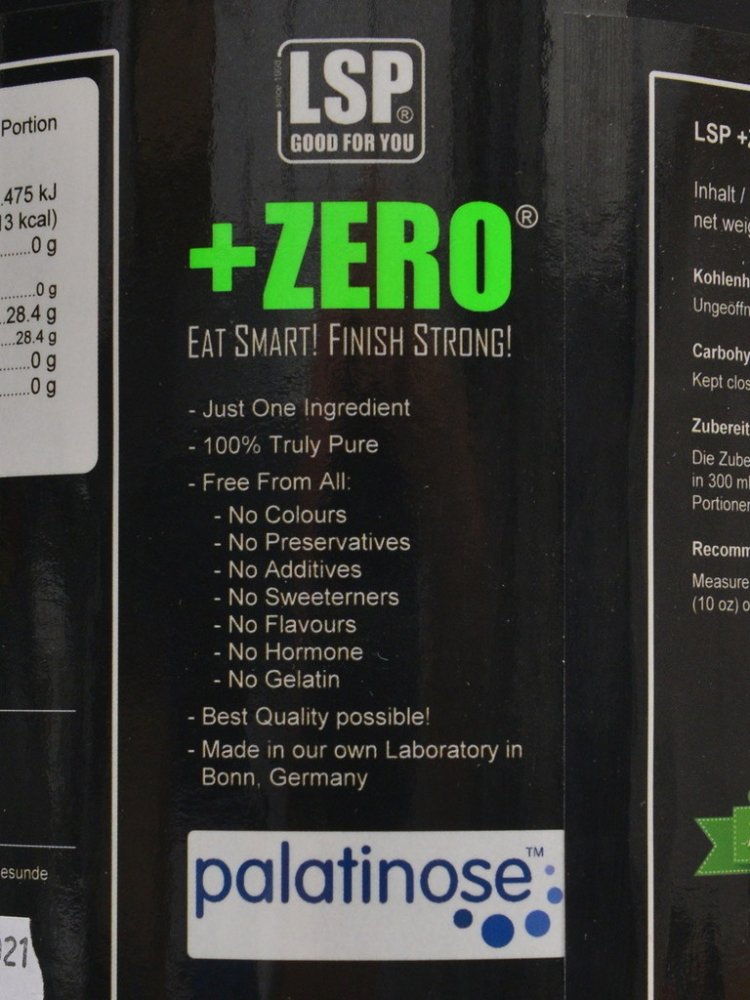 Portion
.475 kJ
13 kcal)
0 g
0 g
28.4 g
28.4 g
0 g
0 g
esunde
021
LSP®
since 1968
GOOD FOR YOU
+ZERO®
EAT SMART! FINISH STRONG!
- Just One Ingredient
- 100% Truly Pure
- Free From All:
- No Colours
- No Preservatives
- No Additives
- No Sweeterners
- No Flavours
- No Hormone
- No Gelatin
- Best Quality possible!
- Made in our own Laboratory in
Bonn, Germany
palatinose™
LSP +
Inhalt /
net weig
Kohlenh
Ungeöffn
Carbohy
Kept clos
Zubereit
Die Zube
in 300 ml
Portionen
Recomm
Measure
(10 oz) o